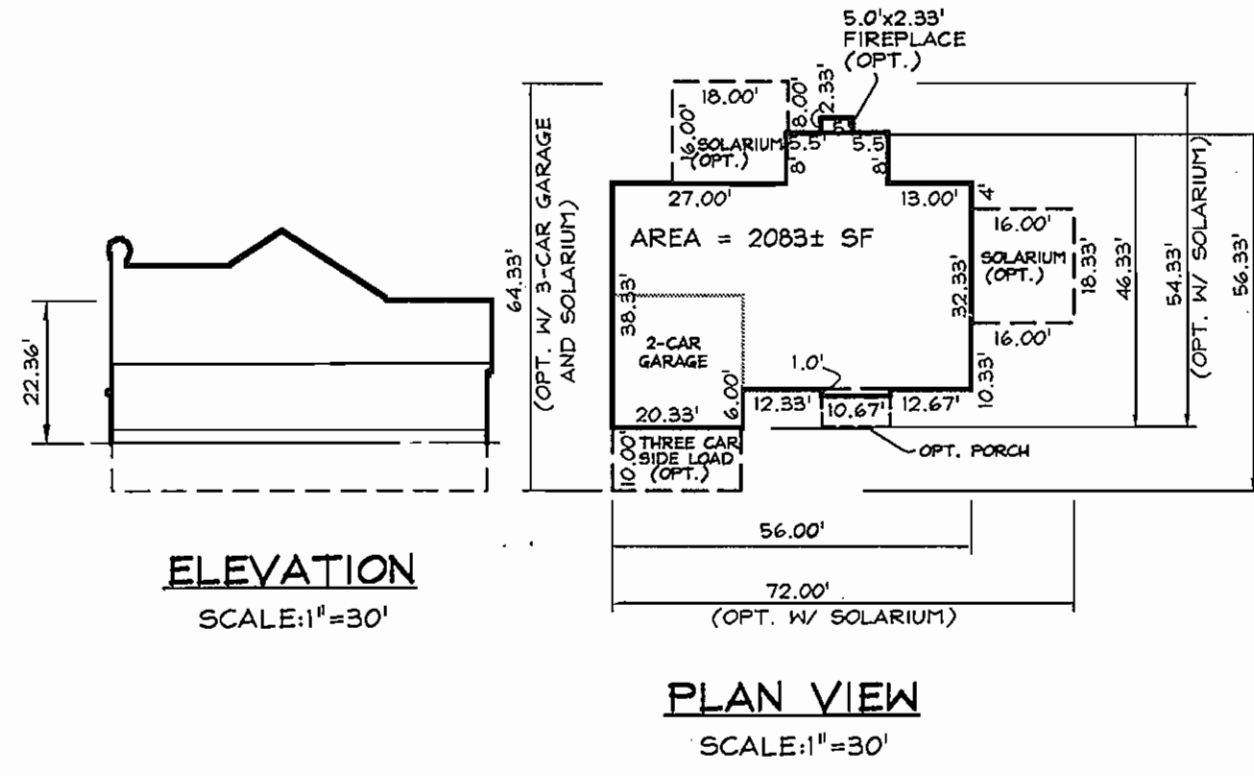 22.36'
ELEVATION
SCALE:1"=30'
5.0'x2.33'
FIREPLACE
(OPT.)
64.33'
(OPT. W/ 3-CAR GARAGE
AND SOLARIUM)
18.00'
16.00'
SOLARIUM
(OPT.)
8.00'
2.33'
5.5'
5.5'
8'
8'
27.00'
13.00'
4'
AREA = 2083± SF
16.00'
SOLARIUM
(OPT.)
18.33'
16.00'
32.33'
38.33'
2-CAR
GARAGE
1.0'
6.00'
20.33'
12.33'
10.67'
12.67'
10.33'
10.00'
THREE CAR
SIDE LOAD
(OPT.)
OPT. PORCH
46.33'
54.33'
(OPT. W/ SOLARIUM)
56.33'
56.00'
72.00'
(OPT. W/ SOLARIUM)
PLAN VIEW
SCALE:1"=30'